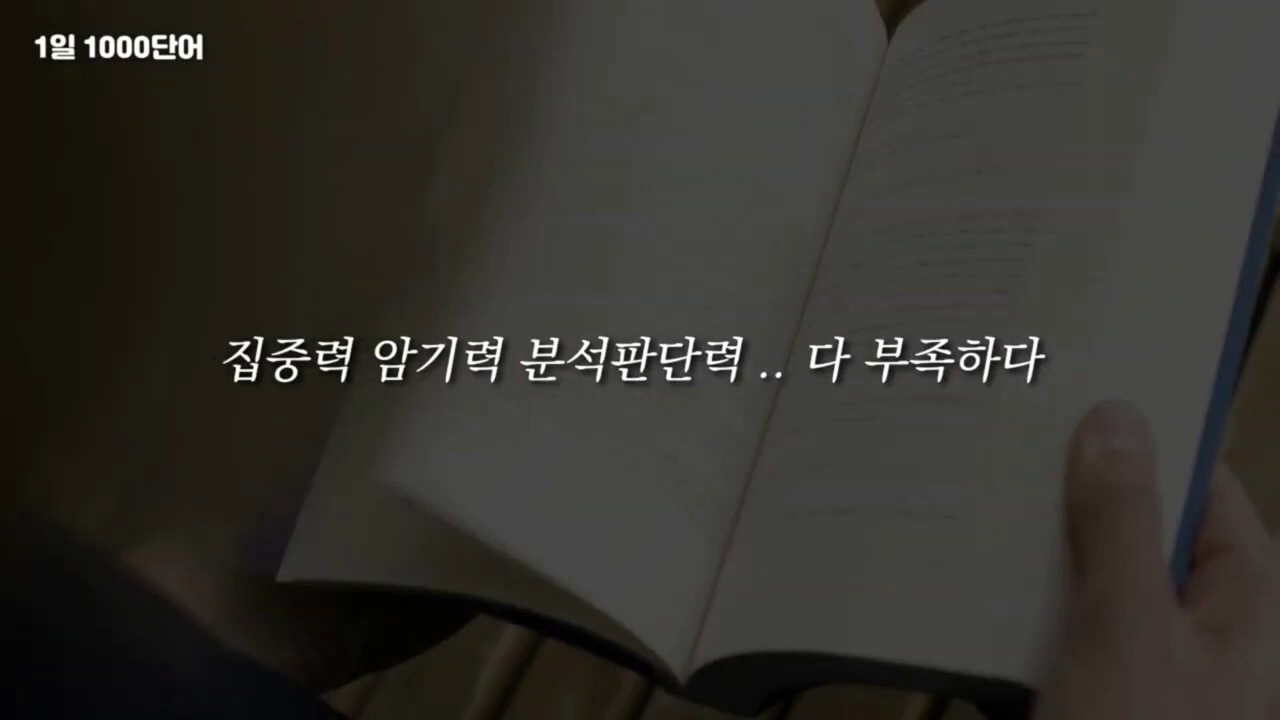 1일 1000단어
집중력 암기력 분석판단력 .. 다 부족하다